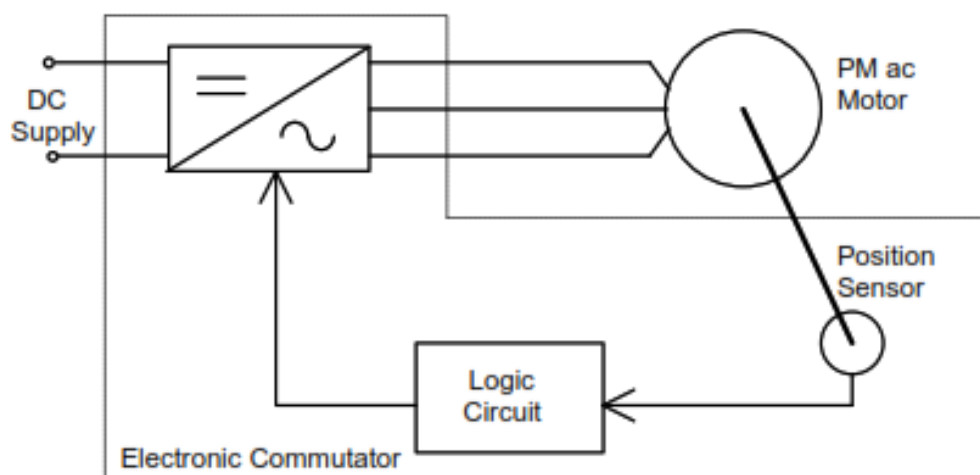 DC
Supply
PM ac
Motor
Position
Sensor
Logic
Circuit
Electronic Commutator